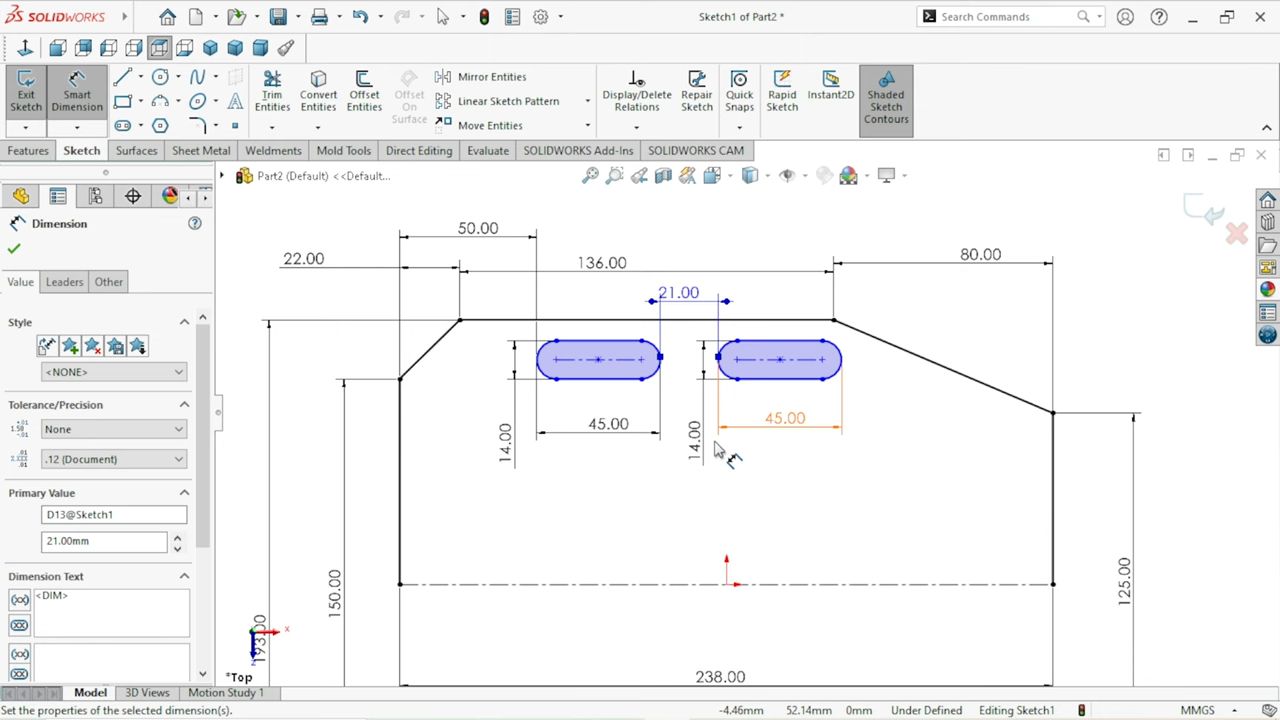 SOLIDWORKS
Sketch1 of Part2 *
Search Commands
Exit Sketch
Smart Dimension
Trim Entities
Convert Entities
Offset Entities
Offset On Surface
Mirror Entities
Linear Sketch Pattern
Move Entities
Display/Delete Relations
Repair Sketch
Quick Snaps
Rapid Sketch
Instant2D
Shaded Sketch Contours
Features
Sketch
Surfaces
Sheet Metal
Weldments
Mold Tools
Direct Editing
Evaluate
SOLIDWORKS Add-Ins
SOLIDWORKS CAM
Part2 (Default) <<Default...
Dimension
Value
Leaders
Other
Style
<NONE>
Tolerance/Precision
None
.12 (Document)
Primary Value
D13@Sketch1
21.00mm
Dimension Text
<DIM>
50.00
22.00
136.00
80.00
21.00
45.00
45.00
14.00
14.00
150.00
193.00
125.00
238.00
x
*Top
Model
3D Views
Motion Study 1
Set the properties of the selected dimension(s).
-4.46mm
52.14mm
0mm
Under Defined
Editing Sketch1
MMGS